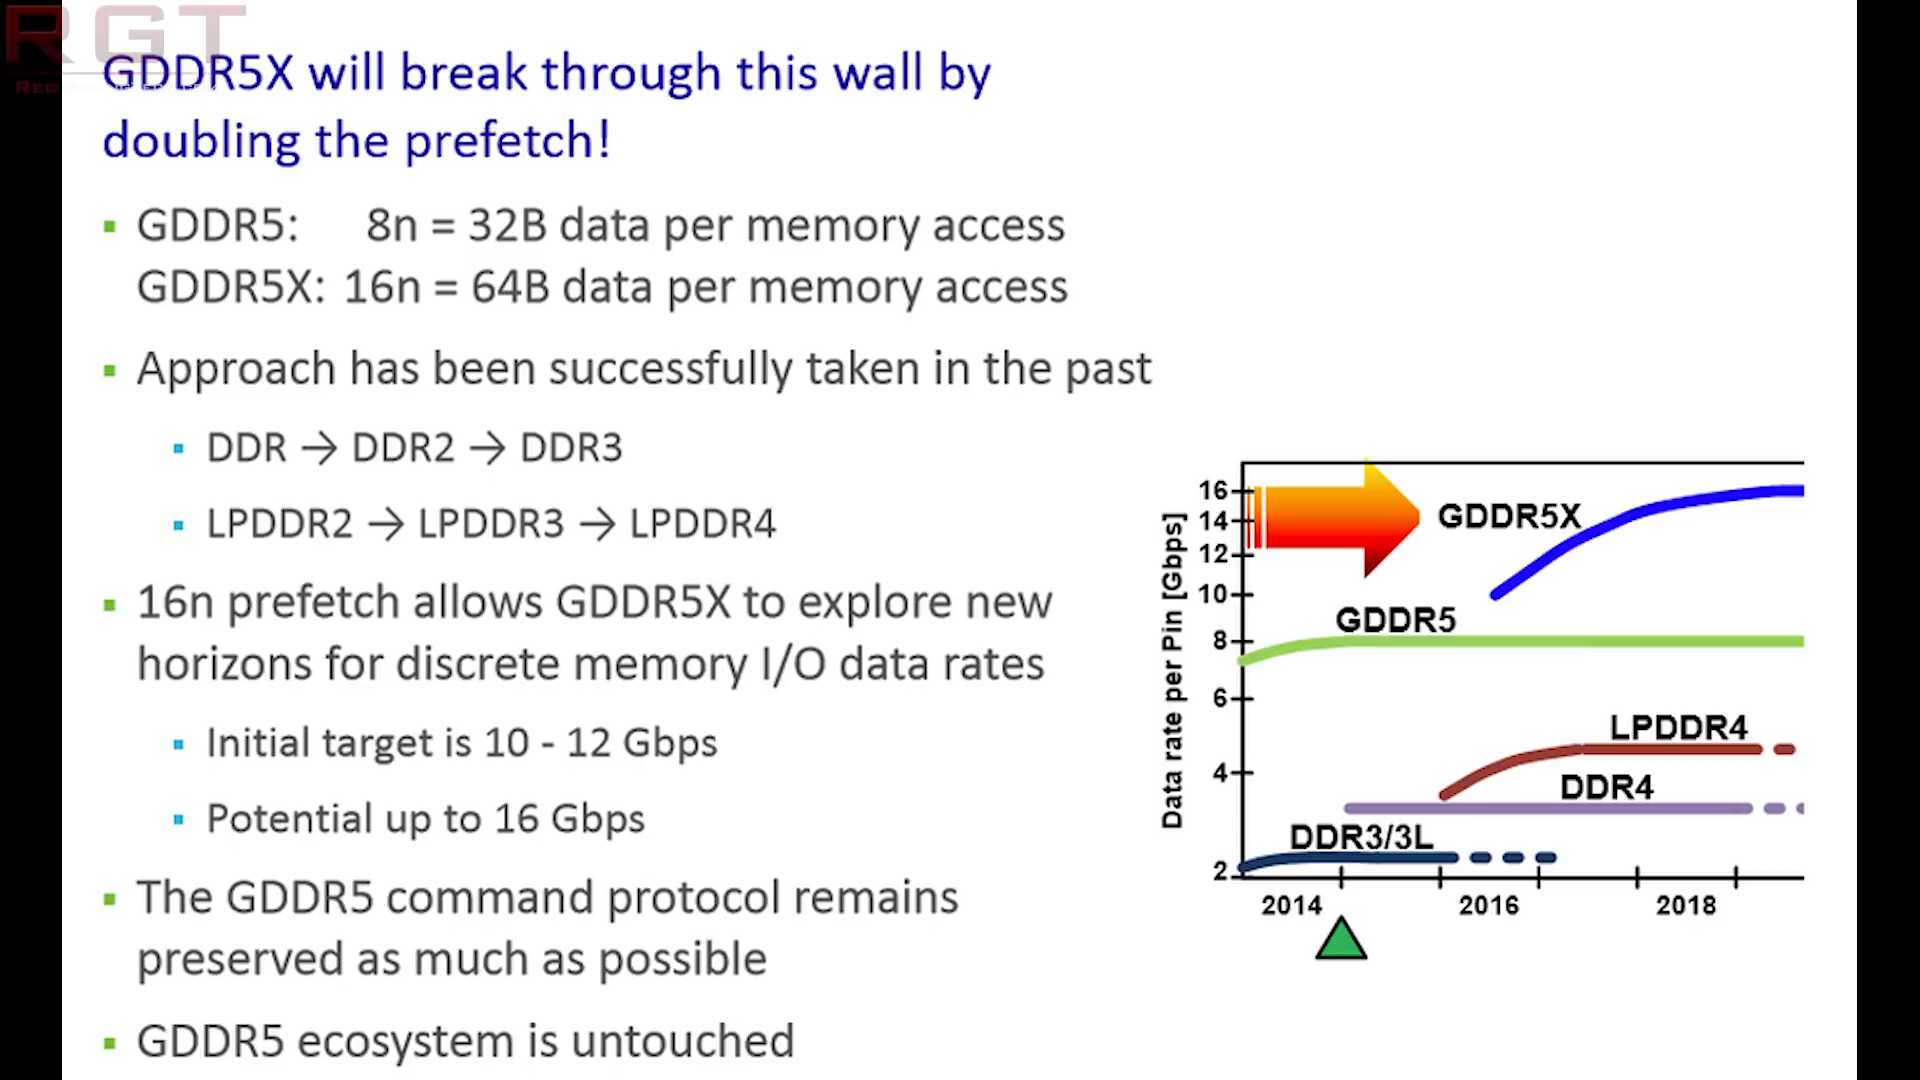 RGT
GDDR5X will break through this wall by
doubling the prefetch!
GDDR5: 8n = 32B data per memory access
GDDR5X: 16n = 64B data per memory access
Approach has been successfully taken in the past
DDR → DDR2 → DDR3
LPDDR2 → LPDDR3 → LPDDR4
16n prefetch allows GDDR5X to explore new
horizons for discrete memory I/O data rates
Initial target is 10 - 12 Gbps
Potential up to 16 Gbps
The GDDR5 command protocol remains
preserved as much as possible
GDDR5 ecosystem is untouched
Data rate per Pin [Gbps]
16
14
12
10
8
6
4
2
GDDR5X
GDDR5
LPDDR4
DDR4
DDR3/3L
2014 2016 2018